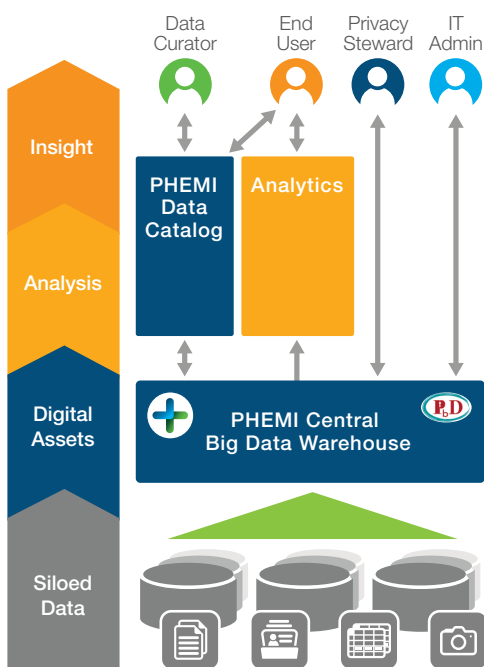 Data
Curator
End
User
Privacy
Steward
IT
Admin
Insight
PHEMI
Data
Catalog
Analytics
Analysis
Digital
Assets
PHEMI Central
Big Data Warehouse
PbD
Siloed
Data